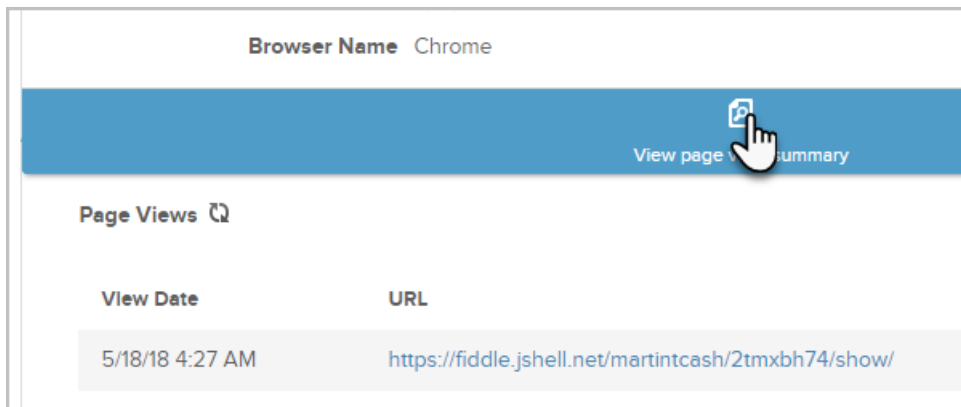 Browser Name Chrome
View page summary
Page Views
View Date URL
5/18/18 4:27 AM https://fiddle.jshell.net/martintcash/2tmxbh74/show/